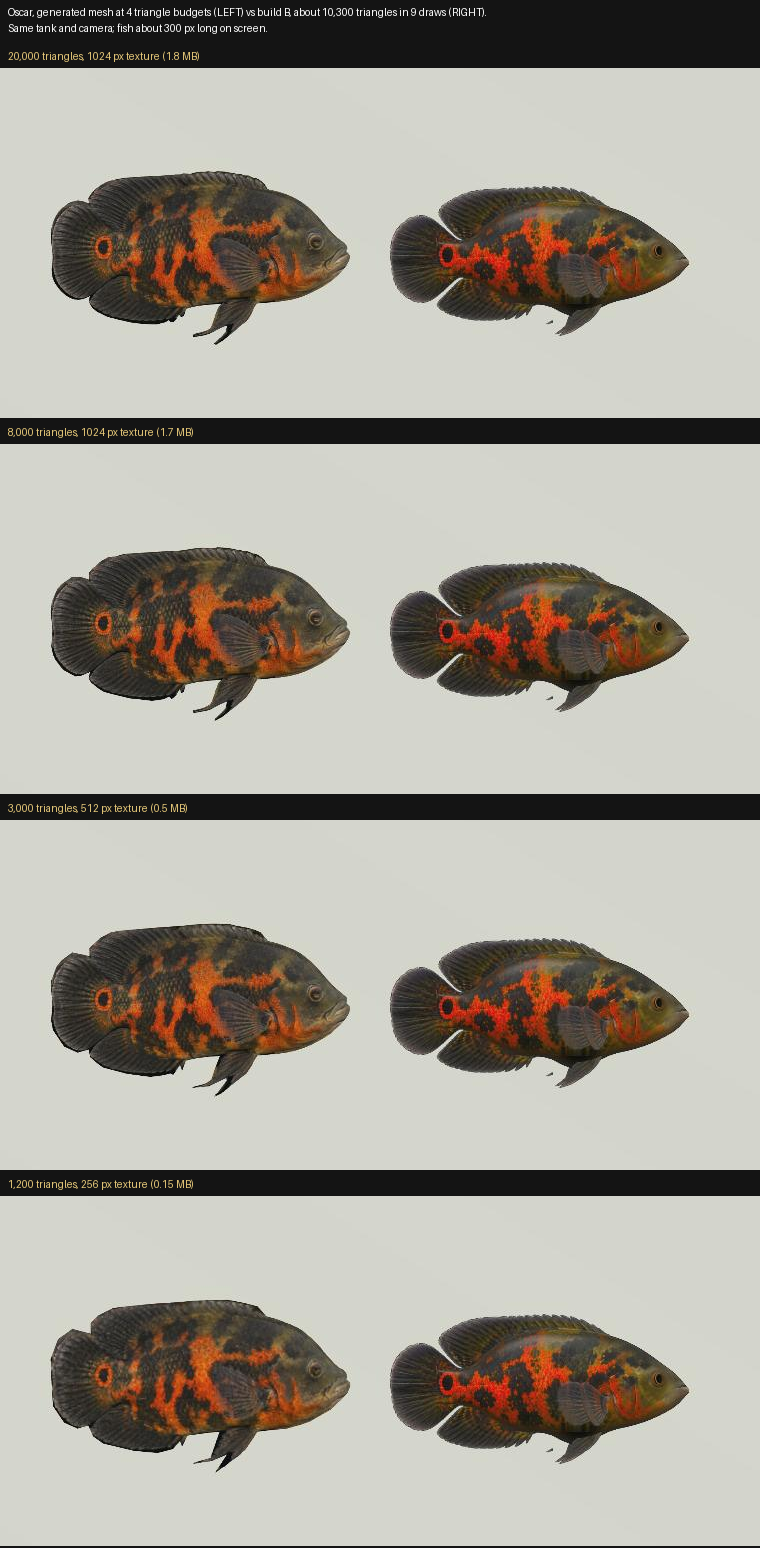 Oscar, generated mesh at 4 triangle budgets (LEFT) vs build B, about 10,300 triangles in 9 draws (RIGHT).
Same tank and camera; fish about 300 px long on screen.
20,000 triangles, 1024 px texture (1.8 MB)
8,000 triangles, 1024 px texture (1.7 MB)
3,000 triangles, 512 px texture (0.5 MB)
1,200 triangles, 256 px texture (0.15 MB)